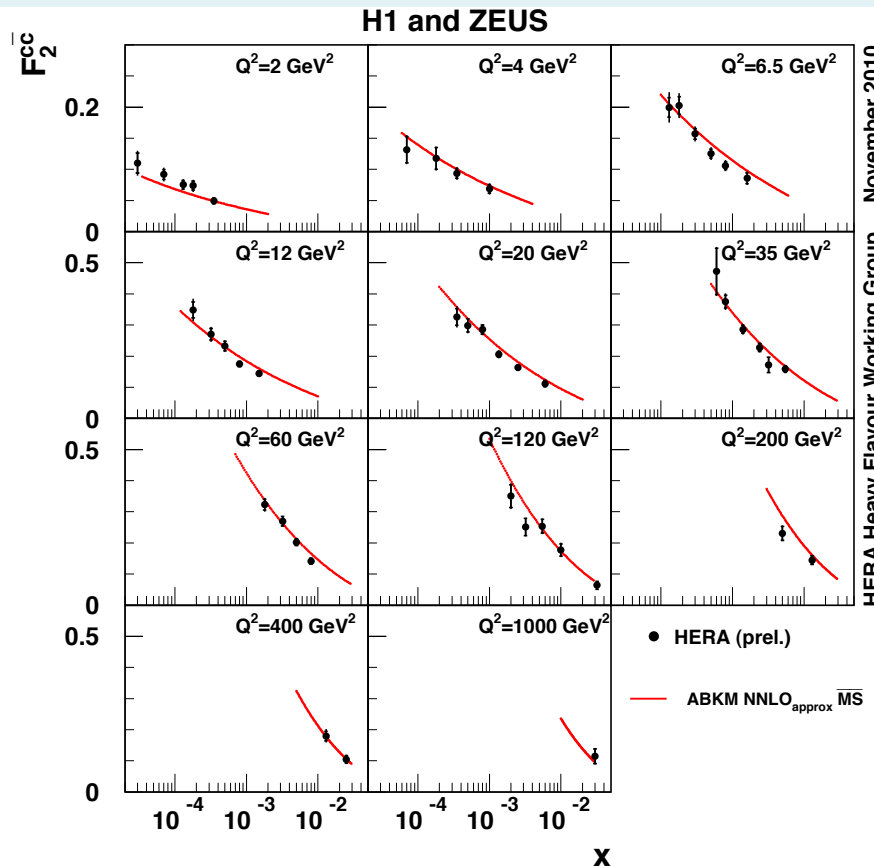 H1 and ZEUS
F₂^cc̄
Q²=2 GeV²
Q²=4 GeV²
Q²=6.5 GeV²
0.2
0
Q²=12 GeV²
Q²=20 GeV²
Q²=35 GeV²
0.5
0
Q²=60 GeV²
Q²=120 GeV²
Q²=200 GeV²
0.5
0
Q²=400 GeV²
Q²=1000 GeV²
0.5
0
10⁻⁴ 10⁻³ 10⁻² 10⁻⁴ 10⁻³ 10⁻²
x
HERA (prel.)
ABKM NNLOapprox M̅S̅
HERA Heavy Flavour Working Group November 2010